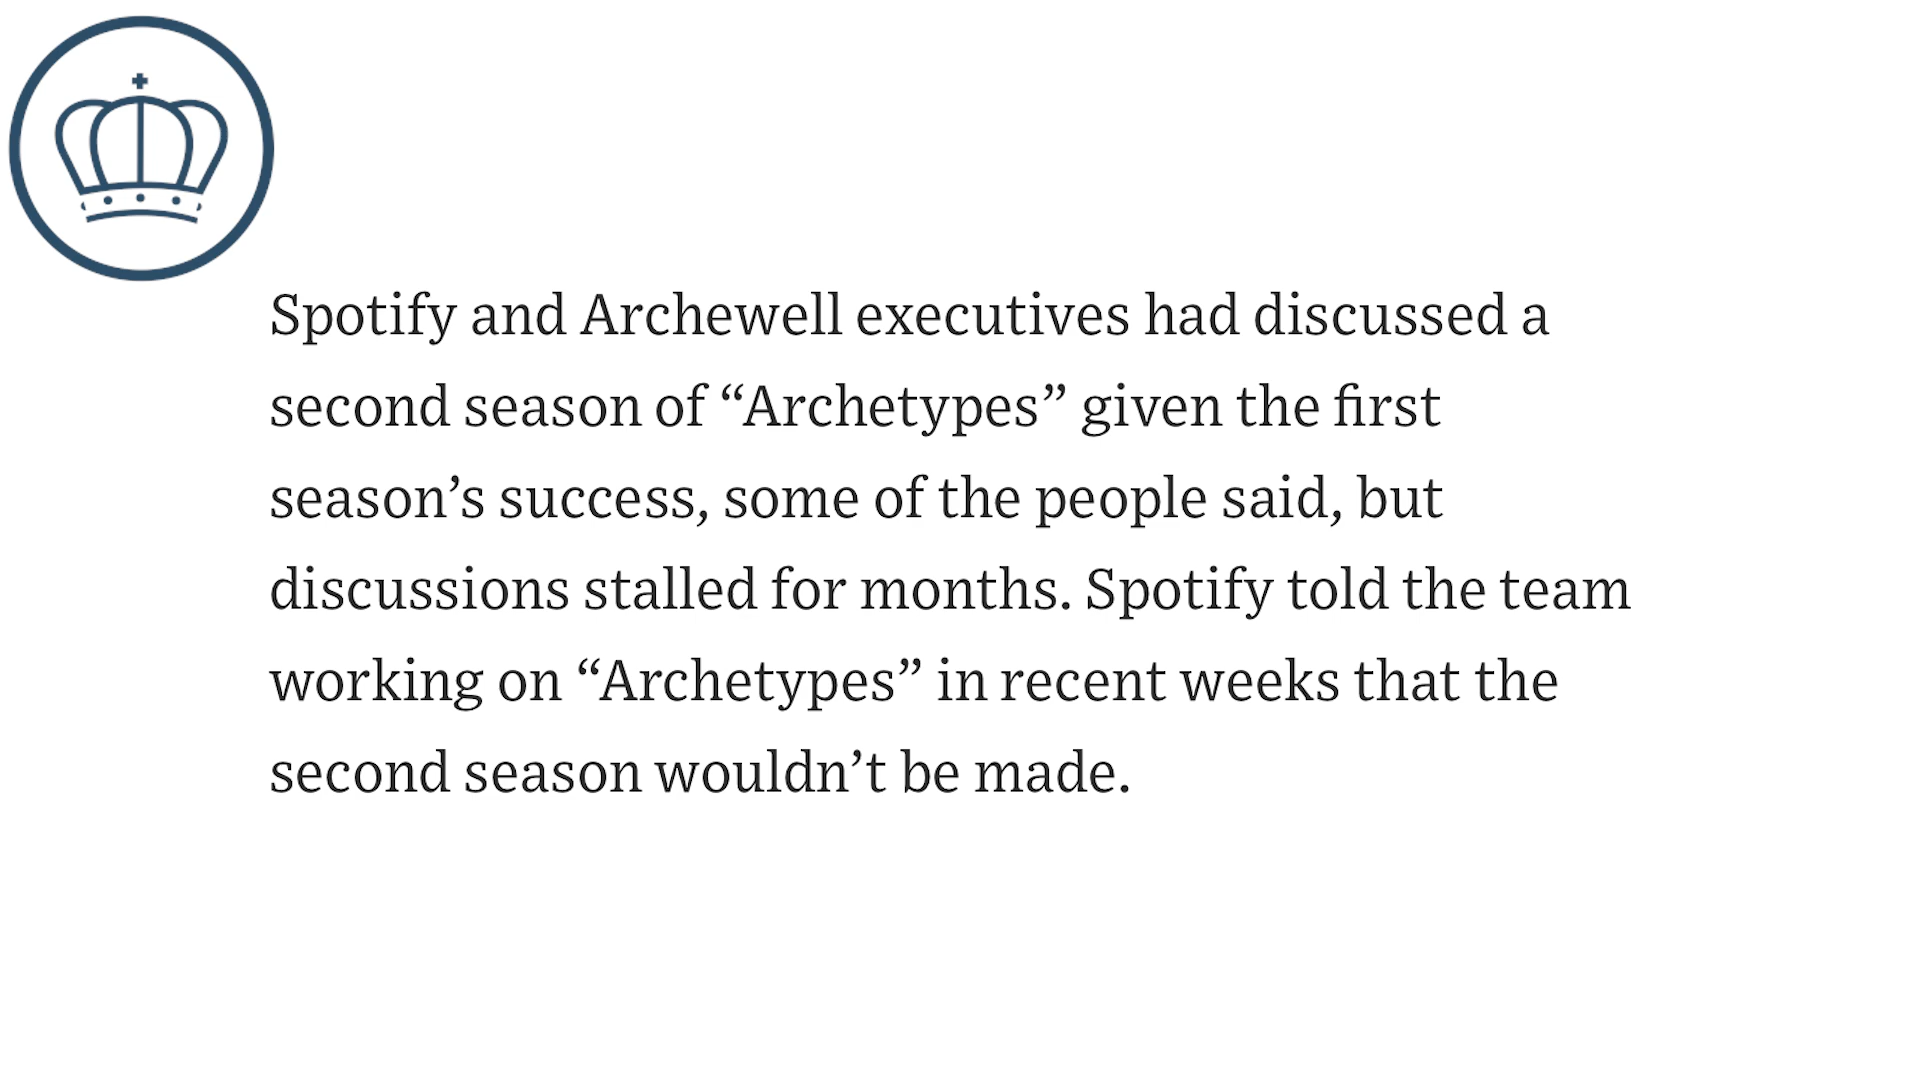 Spotify and Archewell executives had discussed a
second season of “Archetypes” given the first
season’s success, some of the people said, but
discussions stalled for months. Spotify told the team
working on “Archetypes” in recent weeks that the
second season wouldn’t be made.